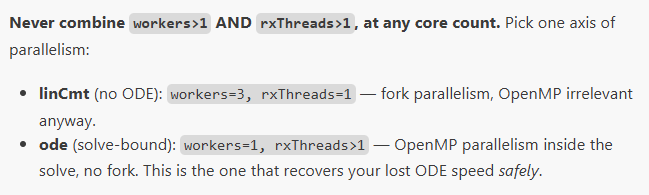 Never combine workers>1 AND rxThreads>1, at any core count. Pick one axis of
parallelism:
• linCmt (no ODE): workers=3, rxThreads=1 — fork parallelism, OpenMP irrelevant
anyway.
• ode (solve-bound): workers=1, rxThreads>1 — OpenMP parallelism inside the
solve, no fork. This is the one that recovers your lost ODE speed safely.